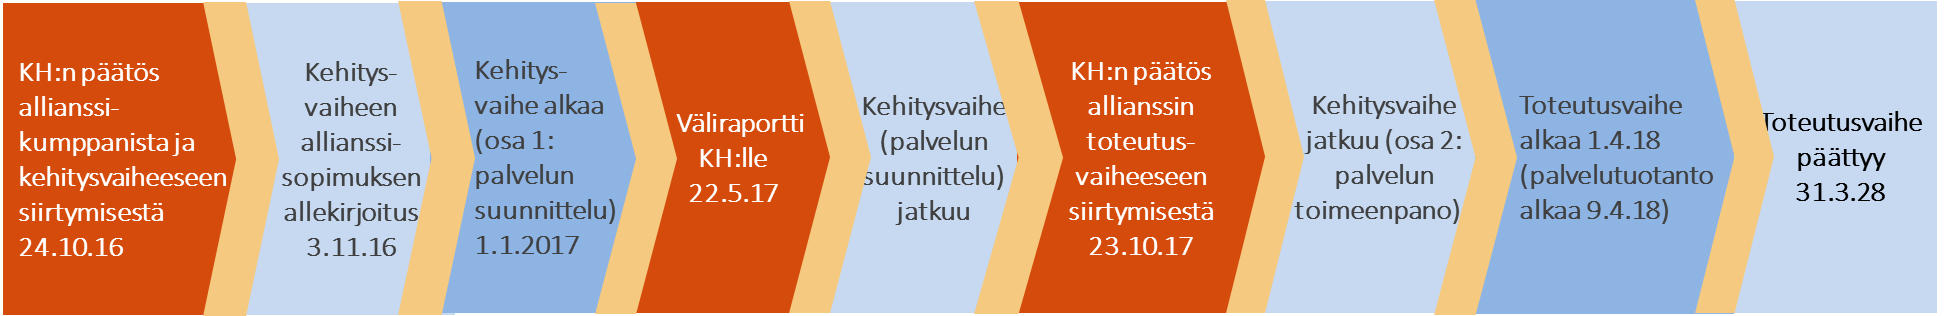 KH:n päätös
allianssi-
kumppanista ja
kehitysvaiheeseen
siirtymisestä
24.10.16
Kehitys-
vaiheen
allianssi-
sopimuksen
allekirjoitus
3.11.16
Kehitys-
vaihe alkaa
(osa 1:
palvelun
suunnittelu)
1.1.2017
Väliraportti
KH:lle
22.5.17
Kehitysvaihe
(palvelun
suunnittelu)
jatkuu
KH:n päätös
allianssin
toteutus-
vaiheeseen
siirtymisestä
23.10.17
Kehitysvaihe
jatkuu (osa 2:
palvelun
toimeenpano)
Toteutusvaihe
alkaa 1.4.18
(palvelutuotanto
alkaa 9.4.18)
Toteutusvaihe
päättyy
31.3.28